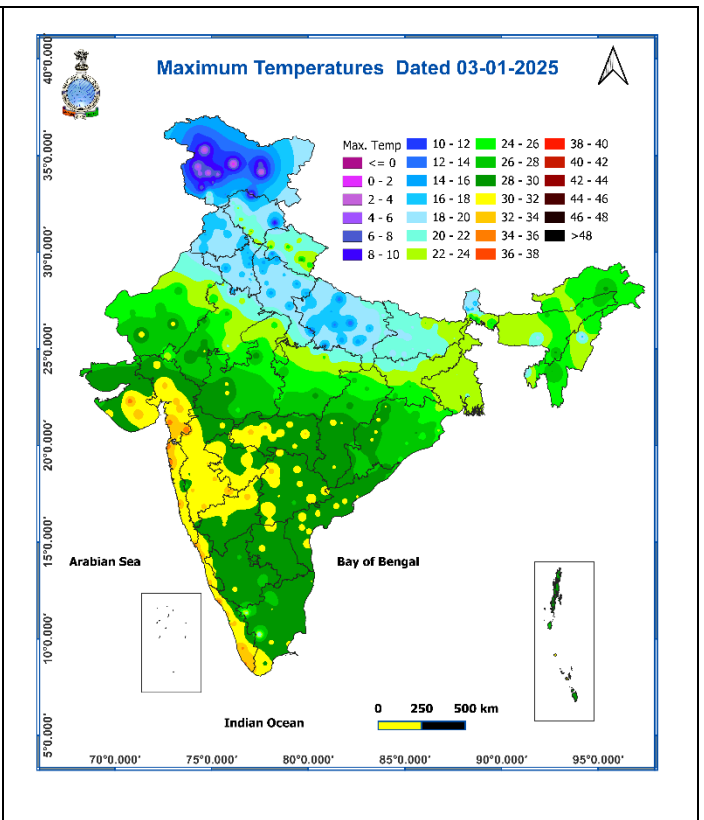 Maximum Temperatures Dated 03-01-2025
Max. Temp
<= 0
0 - 2
2 - 4
4 - 6
6 - 8
8 - 10
10 - 12
12 - 14
14 - 16
16 - 18
18 - 20
20 - 22
22 - 24
24 - 26
26 - 28
28 - 30
30 - 32
32 - 34
34 - 36
36 - 38
38 - 40
40 - 42
42 - 44
44 - 46
46 - 48
>48
40°0.000'
35°0.000'
30°0.000'
25°0.000'
20°0.000'
15°0.000'
10°0.000'
5°0.000'
Arabian Sea
Bay of Bengal
Indian Ocean
0 250 500 km
70°0.000' 75°0.000' 80°0.000' 85°0.000' 90°0.000' 95°0.000'